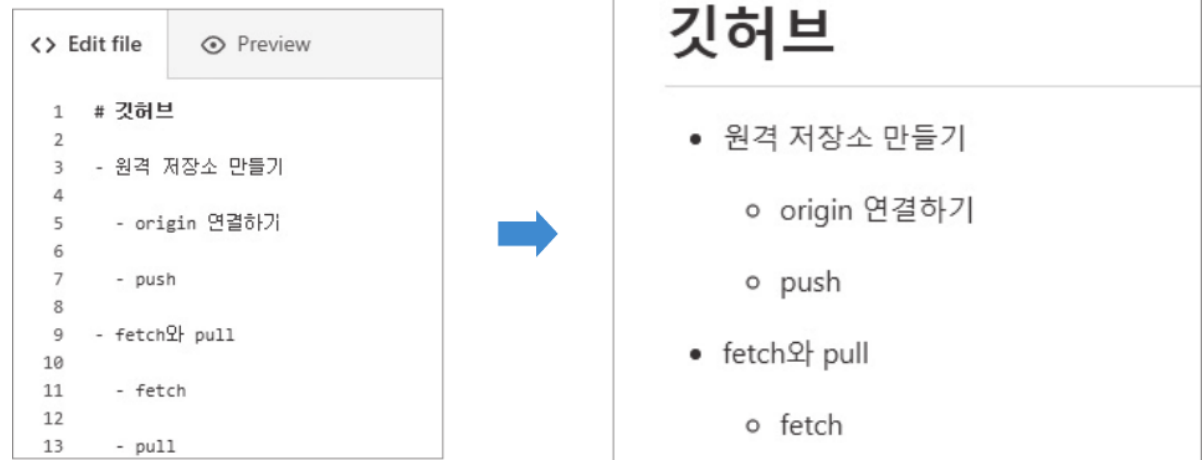 <> Edit file
Preview
1 # 깃허브
2
3 - 원격 저장소 만들기
4
5 - origin 연결하기
6
7 - push
8
9 - fetch와 pull
10
11 - fetch
12
13 - pull
깃허브
• 원격 저장소 만들기
○ origin 연결하기
○ push
• fetch와 pull
○ fetch